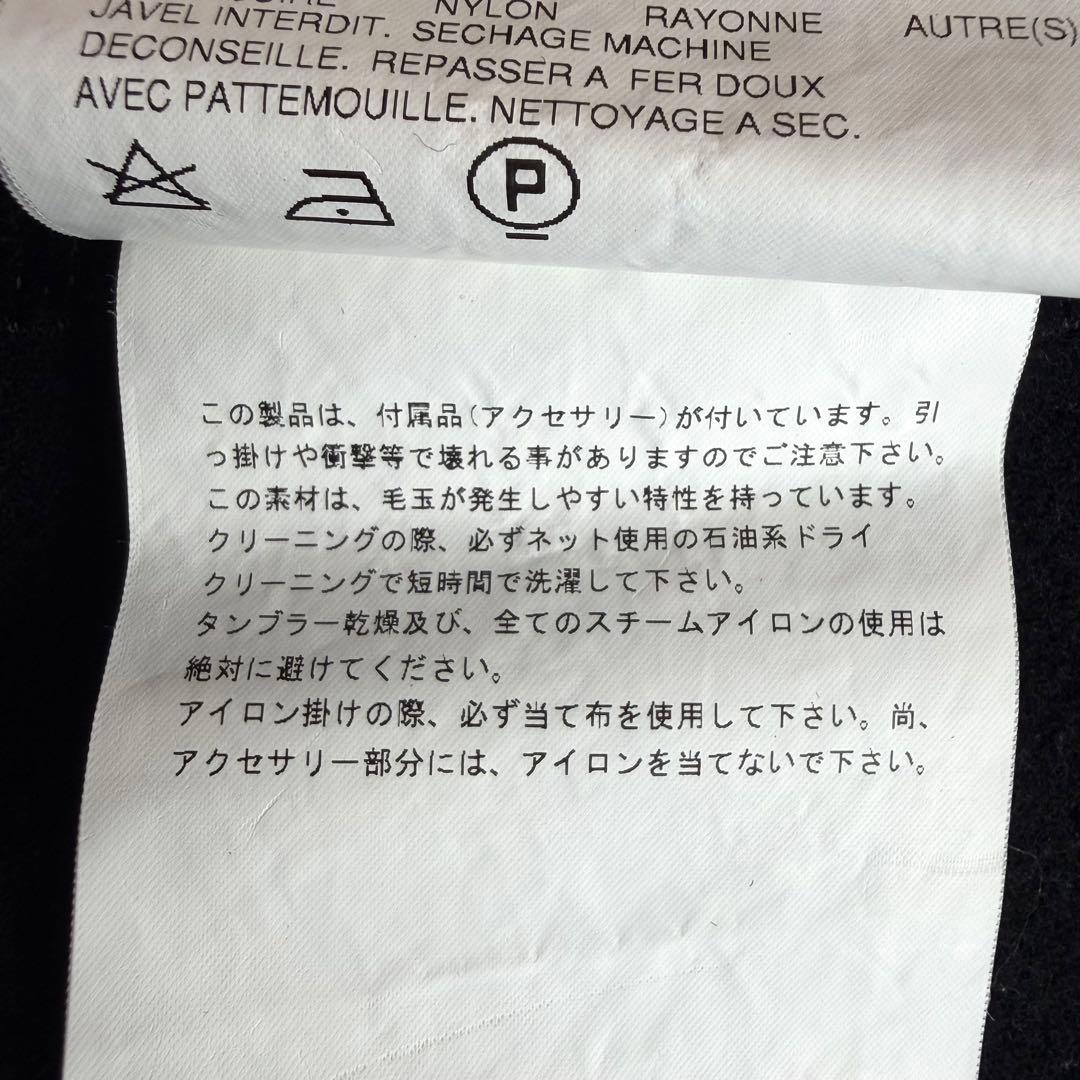 NYLON RAYONNE AUTRE(S)
JAVEL INTERDIT. SECHAGE MACHINE
DECONSEILLE. REPASSER A FER DOUX
AVEC PATTEMOUILLE. NETTOYAGE A SEC.
P
この製品は、付属品(アクセサリー)が付いています。引
っ掛けや衝撃等で壊れる事がありますのでご注意下さい。
この素材は、毛玉が発生しやすい特性を持っています。
クリーニングの際、必ずネット使用の石油系ドライ
クリーニングで短時間で洗濯して下さい。
タンブラー乾燥及び、全てのスチームアイロンの使用は
絶対に避けてください。
アイロン掛けの際、必ず当て布を使用して下さい。尚、
アクセサリー部分には、アイロンを当てないで下さい。